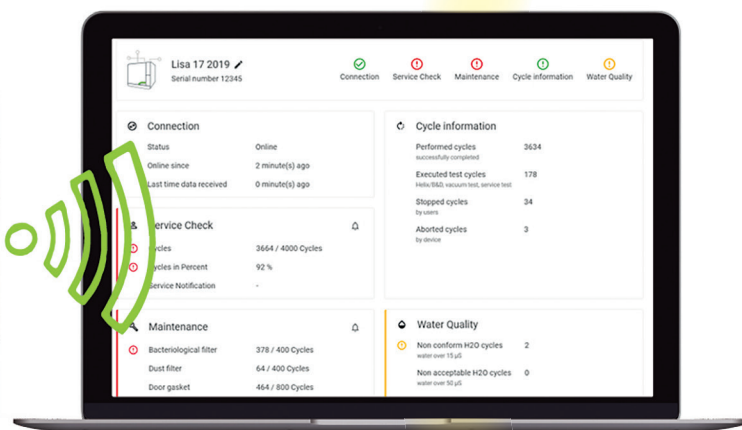 Lisa 17 2019
Serial number 12345
Connection
Service Check
Maintenance
Cycle information
Water Quality
Connection
Status Online
Online since 2 minute(s) ago
Last time data received 0 minute(s) ago
Service Check
Cycles 3664 / 4000 Cycles
Cycles in Percent 92 %
Service Notification -
Maintenance
Bacteriological filter 378 / 400 Cycles
Dust filter 64 / 400 Cycles
Door gasket 464 / 800 Cycles
Cycle information
Performed cycles 3634
successfully completed
Executed test cycles 178
Helix/B&D, vacuum test, service test
Stopped cycles 34
by users
Aborted cycles 3
by device
Water Quality
Non conform H2O cycles 2
water over 15 µS
Non acceptable H2O cycles 0
water over 50 µS